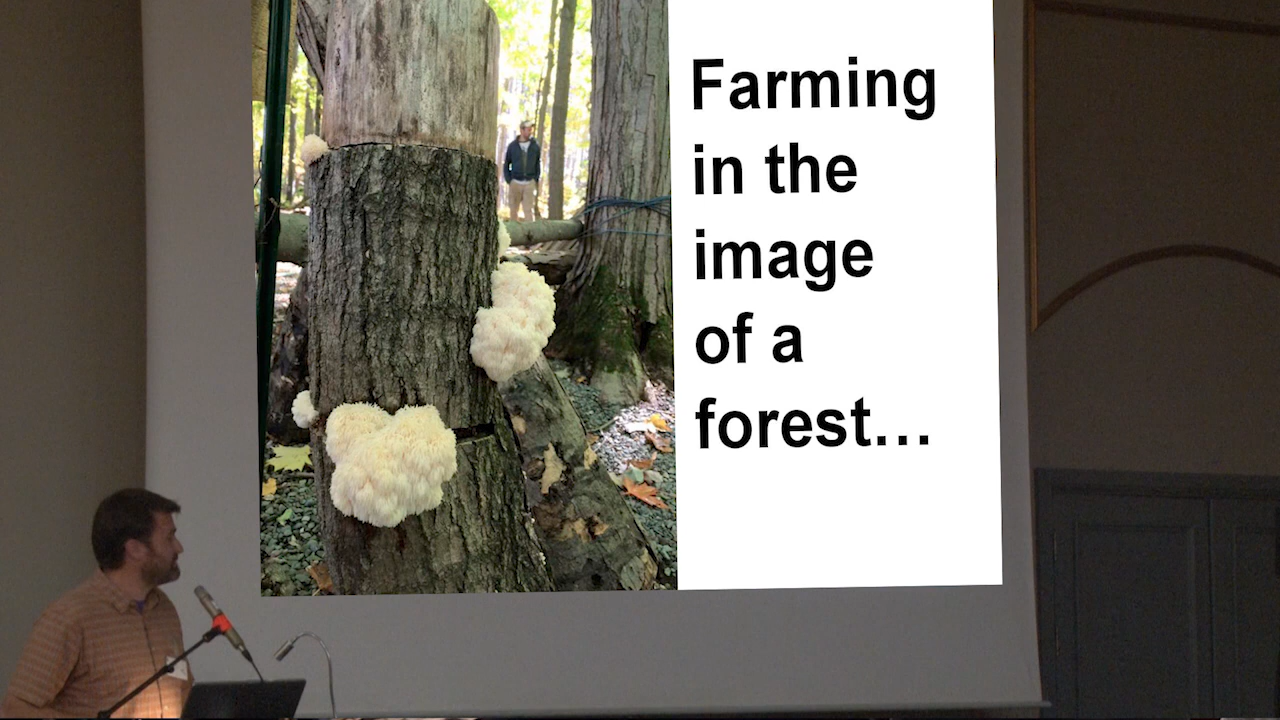 Farming
in the
image
of a
forest...